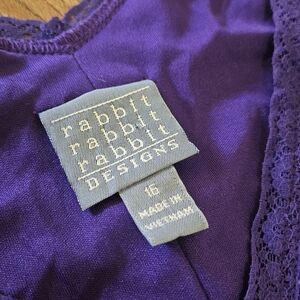 rabbit
rabbit
rabbit
DESIGNS
16
MADE IN
VIETNAM